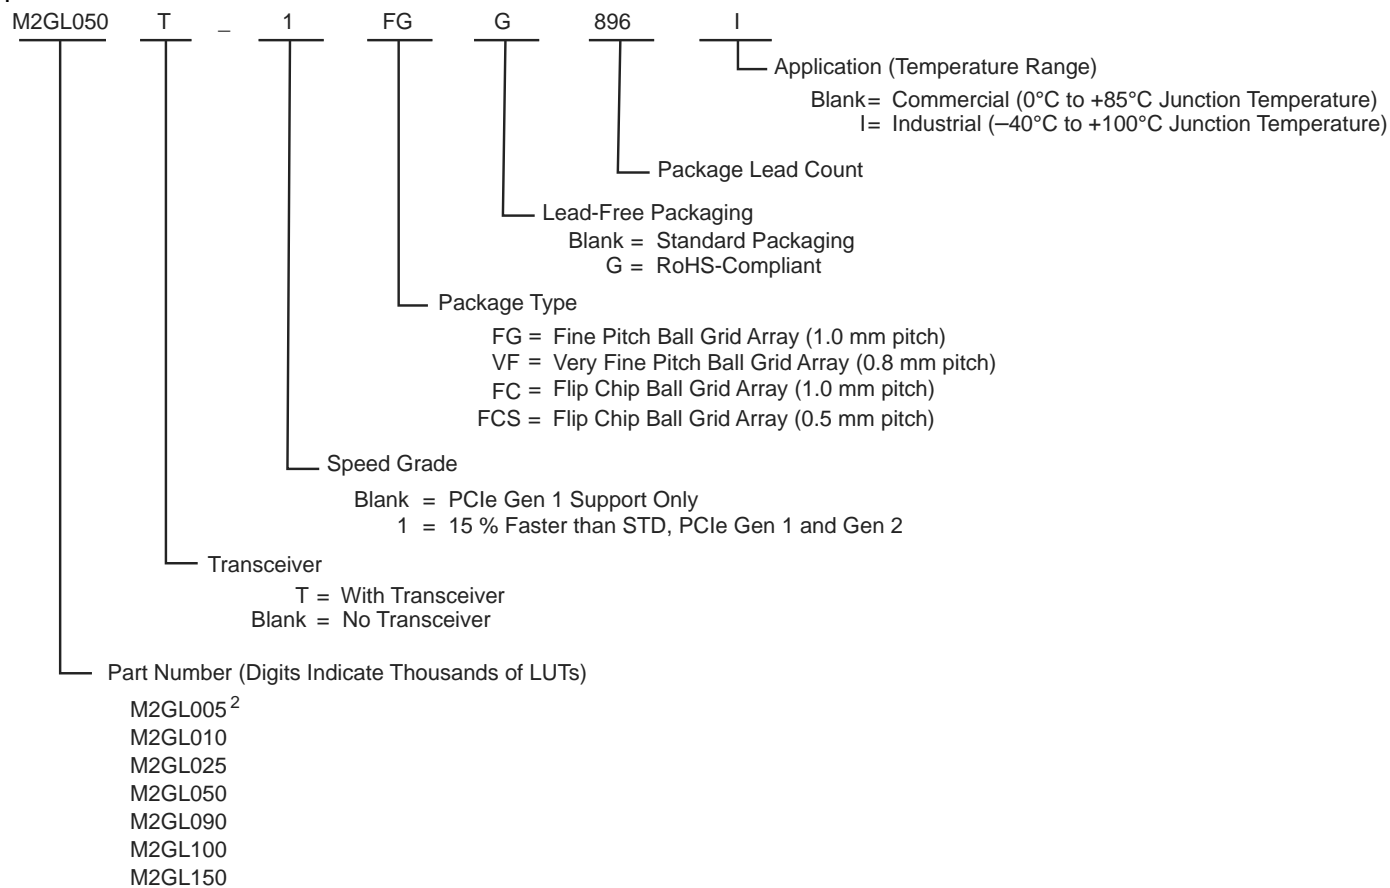 M2GL050 T _ 1 FG G 896 I
Application (Temperature Range)
Blank= Commercial (0°C to +85°C Junction Temperature)
I= Industrial (–40°C to +100°C Junction Temperature)
Package Lead Count
Lead-Free Packaging
Blank = Standard Packaging
G = RoHS-Compliant
Package Type
FG = Fine Pitch Ball Grid Array (1.0 mm pitch)
VF = Very Fine Pitch Ball Grid Array (0.8 mm pitch)
FC = Flip Chip Ball Grid Array (1.0 mm pitch)
FCS = Flip Chip Ball Grid Array (0.5 mm pitch)
Speed Grade
Blank = PCIe Gen 1 Support Only
1 = 15 % Faster than STD, PCIe Gen 1 and Gen 2
Transceiver
T = With Transceiver
Blank = No Transceiver
Part Number (Digits Indicate Thousands of LUTs)
M2GL005 2
M2GL010
M2GL025
M2GL050
M2GL090
M2GL100
M2GL150